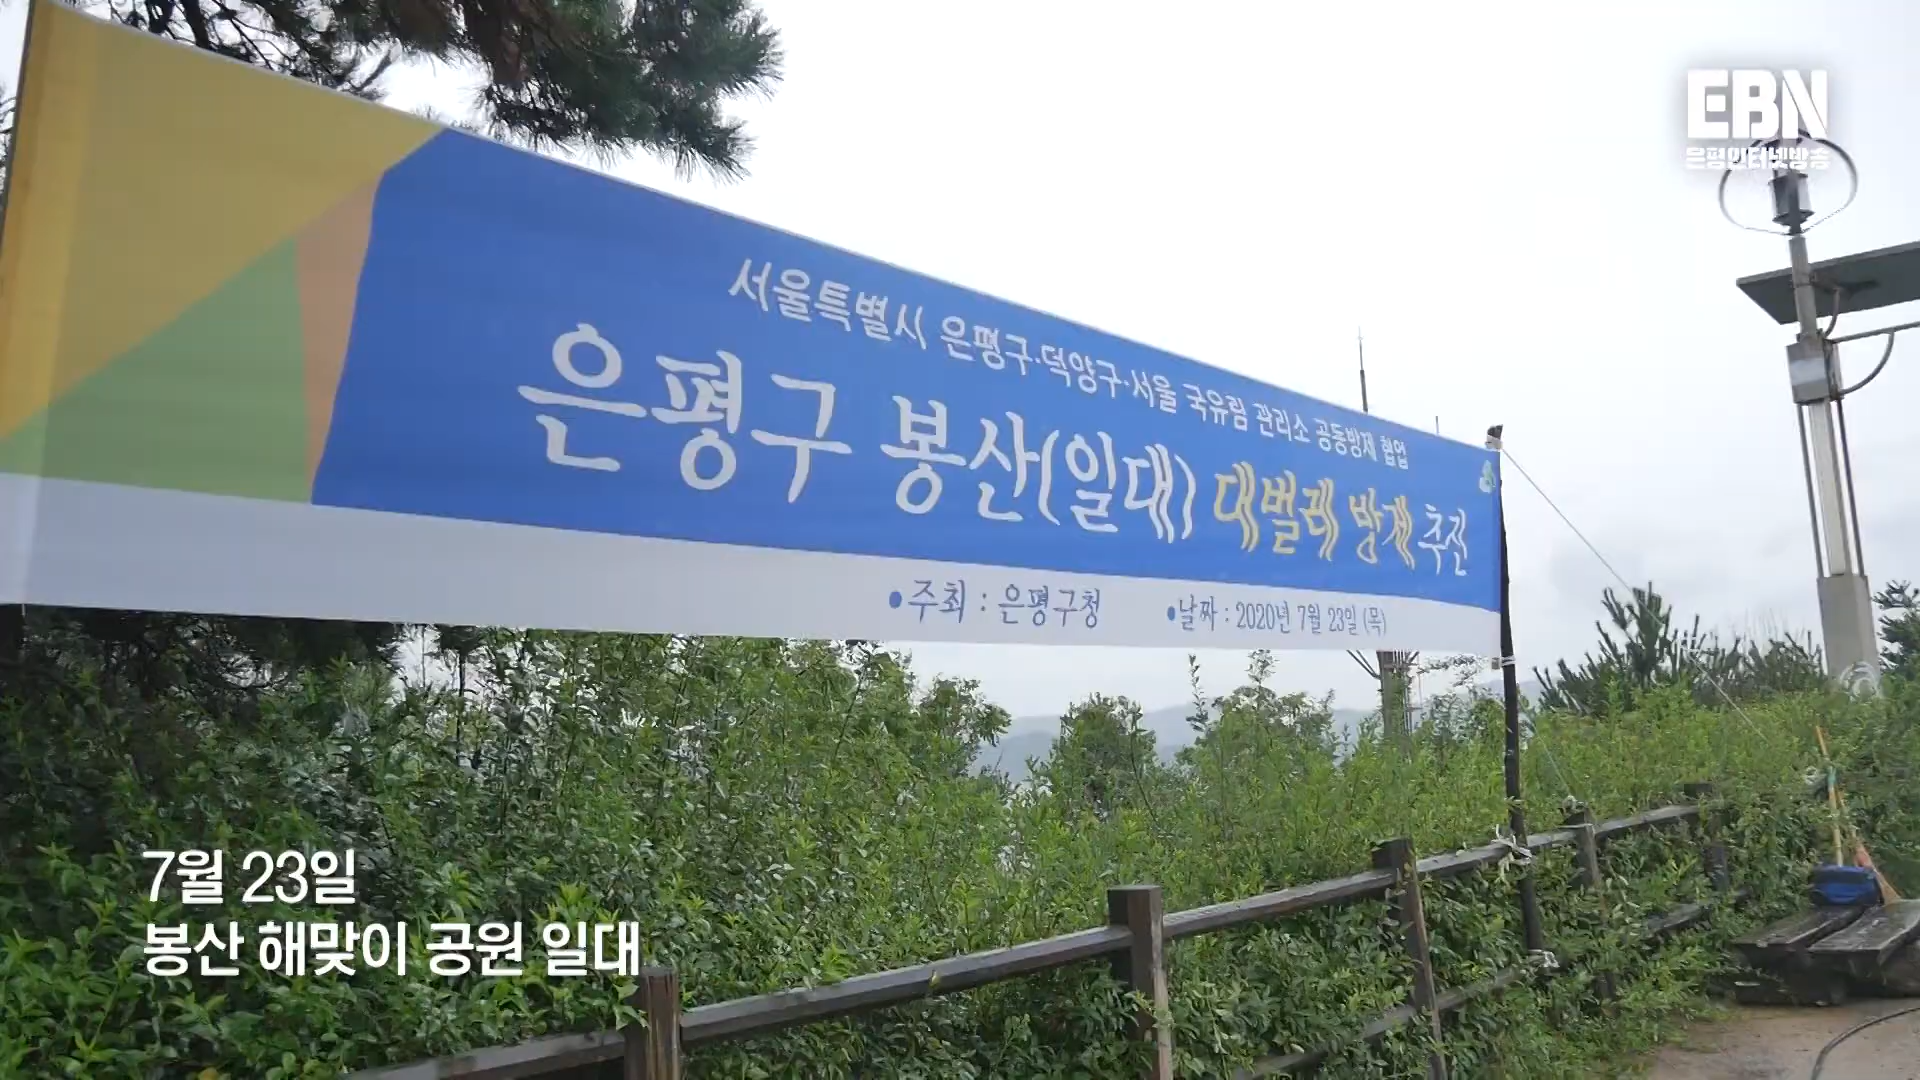 EBN
은평인터넷방송
서울특별시 은평구·덕양구·서울 국유림 관리소 공동방제 협업
은평구 봉산(일대) 대벌레 방제 추진
•주최 : 은평구청 •날짜 : 2020년 7월 23일 (목)
7월 23일
봉산 해맞이 공원 일대